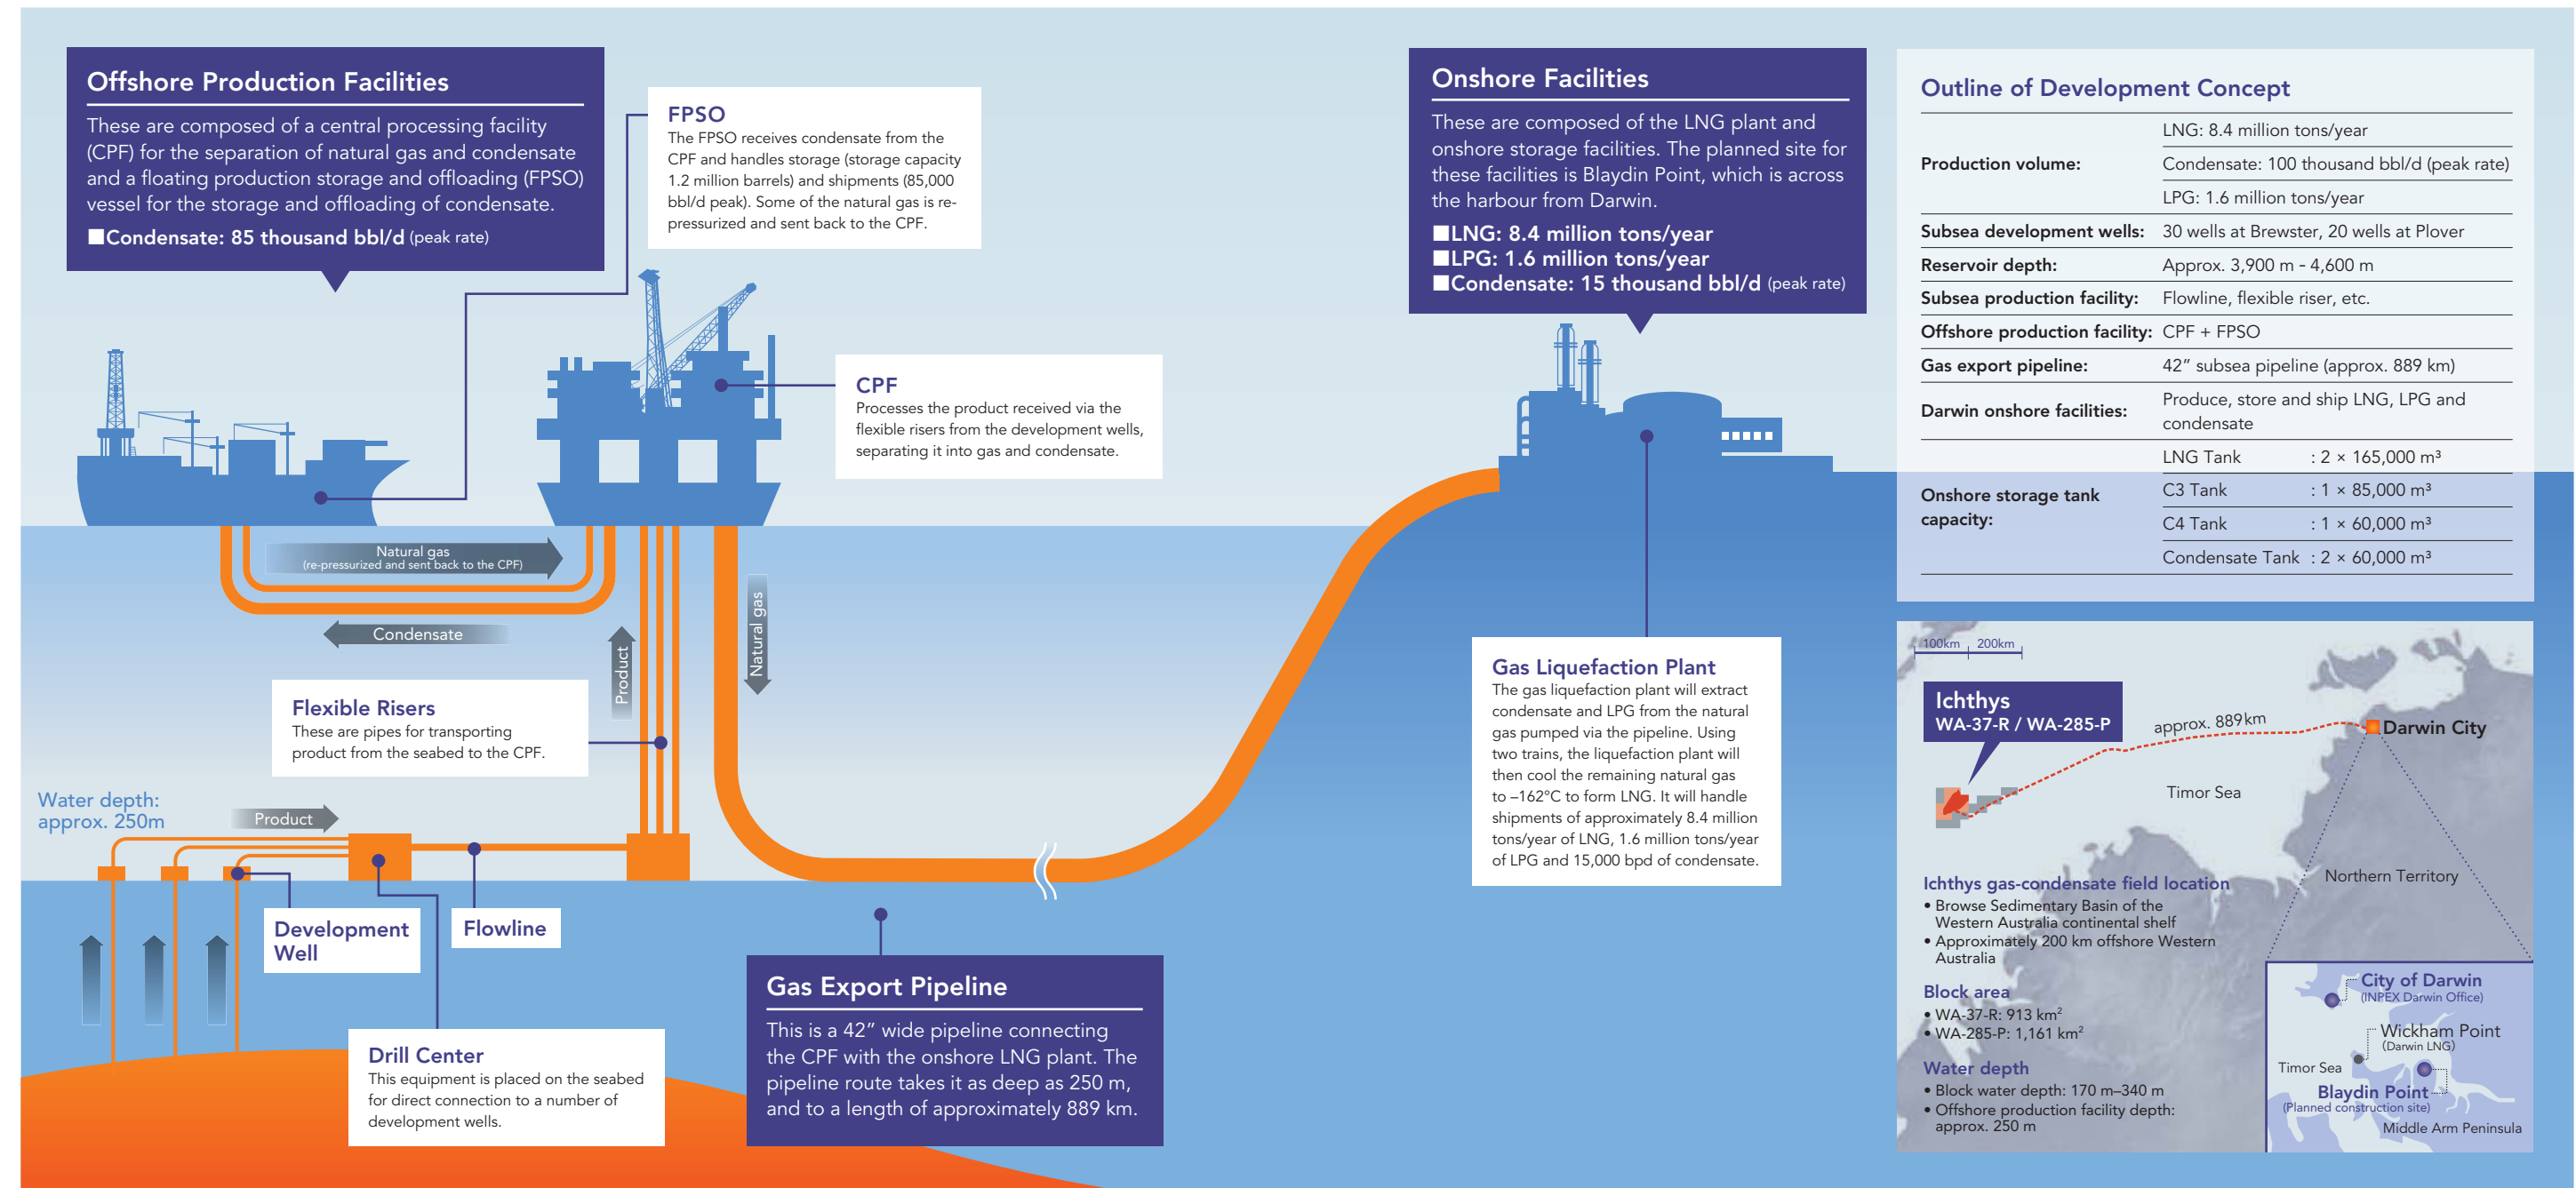 Offshore Production Facilities
These are composed of a central processing facility
(CPF) for the separation of natural gas and condensate
and a floating production storage and offloading (FPSO)
vessel for the storage and offloading of condensate.
■Condensate: 85 thousand bbl/d (peak rate)
FPSO
The FPSO receives condensate from the
CPF and handles storage (storage capacity
1.2 million barrels) and shipments (85,000
bbl/d peak). Some of the natural gas is re-
pressurized and sent back to the CPF.
CPF
Processes the product received via the
flexible risers from the development wells,
separating it into gas and condensate.
Natural gas
(re-pressurized and sent back to the CPF)
Condensate
Product
Natural gas
Flexible Risers
These are pipes for transporting
product from the seabed to the CPF.
Water depth:
approx. 250m
Product
Development
Well
Flowline
Drill Center
This equipment is placed on the seabed
for direct connection to a number of
development wells.
Gas Export Pipeline
This is a 42″ wide pipeline connecting
the CPF with the onshore LNG plant. The
pipeline route takes it as deep as 250 m,
and to a length of approximately 889 km.
Onshore Facilities
These are composed of the LNG plant and
onshore storage facilities. The planned site for
these facilities is Blaydin Point, which is across
the harbour from Darwin.
■LNG: 8.4 million tons/year
■LPG: 1.6 million tons/year
■Condensate: 15 thousand bbl/d (peak rate)
Gas Liquefaction Plant
The gas liquefaction plant will extract
condensate and LPG from the natural
gas pumped via the pipeline. Using
two trains, the liquefaction plant will
then cool the remaining natural gas
to –162°C to form LNG. It will handle
shipments of approximately 8.4 million
tons/year of LNG, 1.6 million tons/year
of LPG and 15,000 bpd of condensate.
Outline of Development Concept
Production volume:
LNG: 8.4 million tons/year
Condensate: 100 thousand bbl/d (peak rate)
LPG: 1.6 million tons/year
Subsea development wells: 30 wells at Brewster, 20 wells at Plover
Reservoir depth: Approx. 3,900 m - 4,600 m
Subsea production facility: Flowline, flexible riser, etc.
Offshore production facility: CPF + FPSO
Gas export pipeline: 42″ subsea pipeline (approx. 889 km)
Darwin onshore facilities: Produce, store and ship LNG, LPG and
condensate
Onshore storage tank
capacity:
LNG Tank : 2 × 165,000 m³
C3 Tank : 1 × 85,000 m³
C4 Tank : 1 × 60,000 m³
Condensate Tank : 2 × 60,000 m³
100km 200km
Ichthys
WA-37-R / WA-285-P
approx. 889km
Darwin City
Timor Sea
Northern Territory
Ichthys gas-condensate field location
• Browse Sedimentary Basin of the
Western Australia continental shelf
• Approximately 200 km offshore Western
Australia
Block area
• WA-37-R: 913 km²
• WA-285-P: 1,161 km²
Water depth
• Block water depth: 170 m–340 m
• Offshore production facility depth:
approx. 250 m
City of Darwin
(INPEX Darwin Office)
Wickham Point
(Darwin LNG)
Timor Sea
Blaydin Point
(Planned construction site)
Middle Arm Peninsula